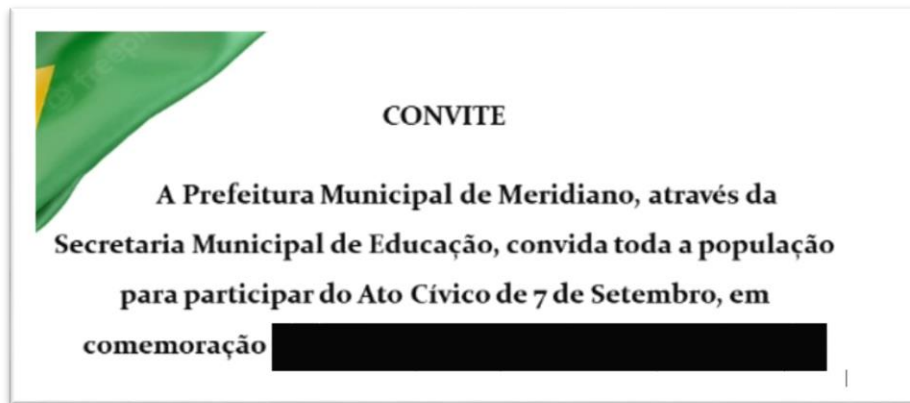 CONVITE
A Prefeitura Municipal de Meridiano, através da
Secretaria Municipal de Educação, convida toda a população
para participar do Ato Cívico de 7 de Setembro, em
comemoração